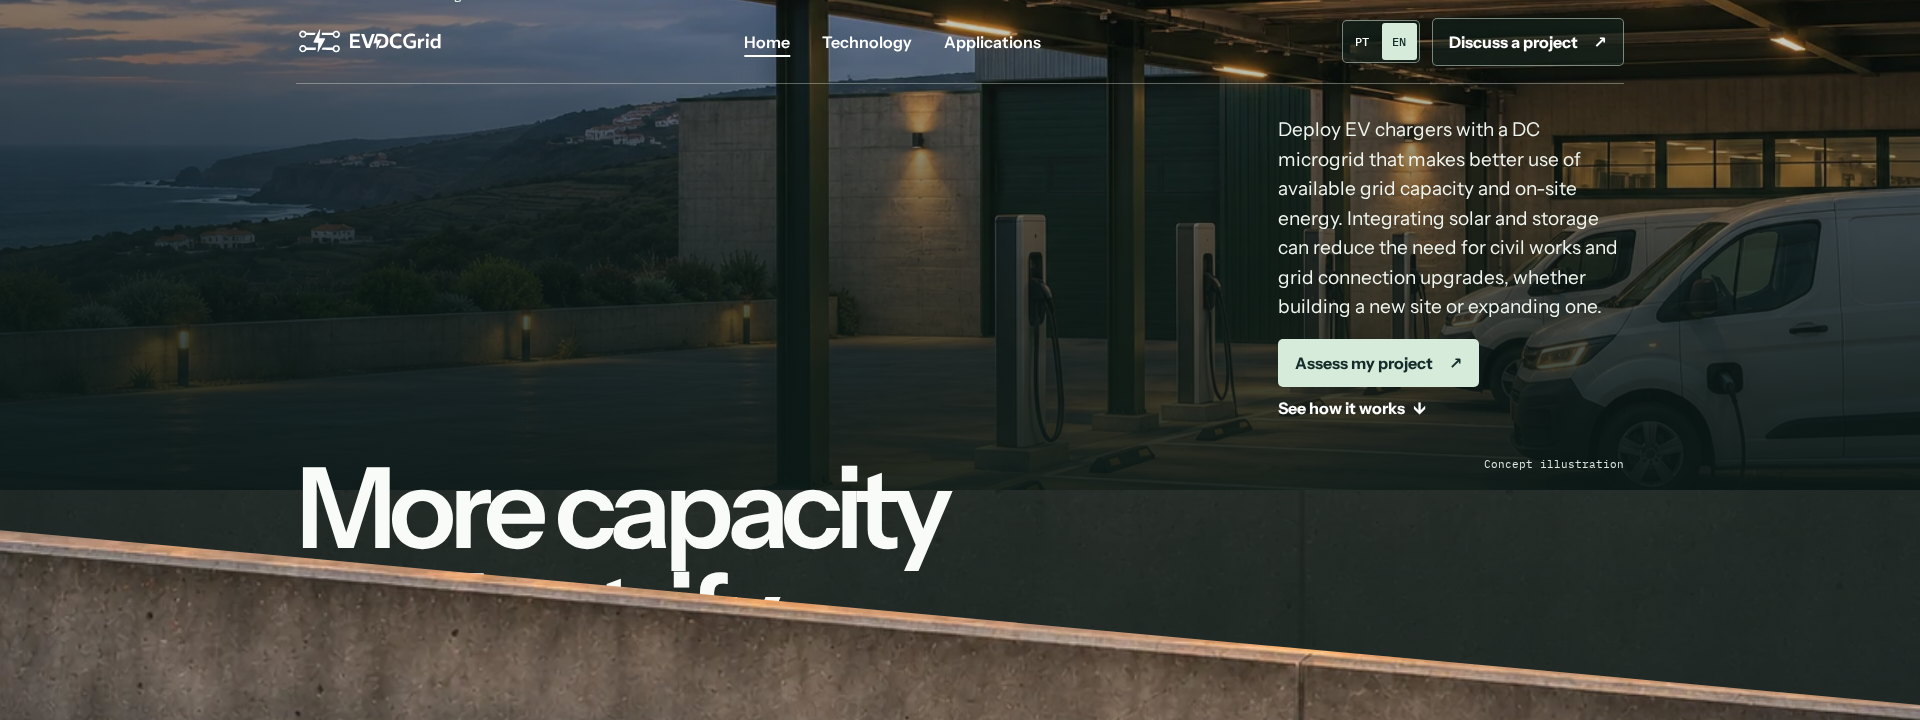 EVDCGrid
Home
Technology
Applications
PT
EN
Discuss a project ↗
Deploy EV chargers with a DC
microgrid that makes better use of
available grid capacity and on-site
energy. Integrating solar and storage
can reduce the need for civil works and
grid connection upgrades, whether
building a new site or expanding one.
Assess my project ↗
See how it works ↓
Concept illustration
More capacity